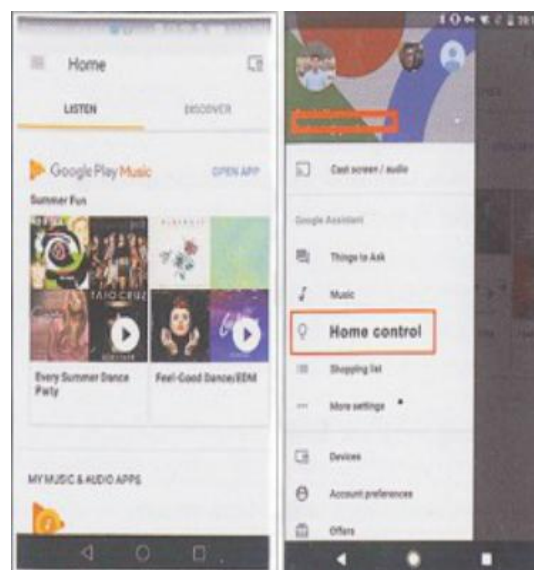 Home
LISTEN
DISCOVER
Google Play Music
OPEN APP
Summer Fun
TAIO CRUZ
Every Summer Dance
Party
Feel-Good Dance/EDM
MY MUSIC & AUDIO APPS
Cast screen / audio
Google Assistant
Things to Ask
Music
Home control
Shopping list
More settings
Devices
Account preferences
Offers